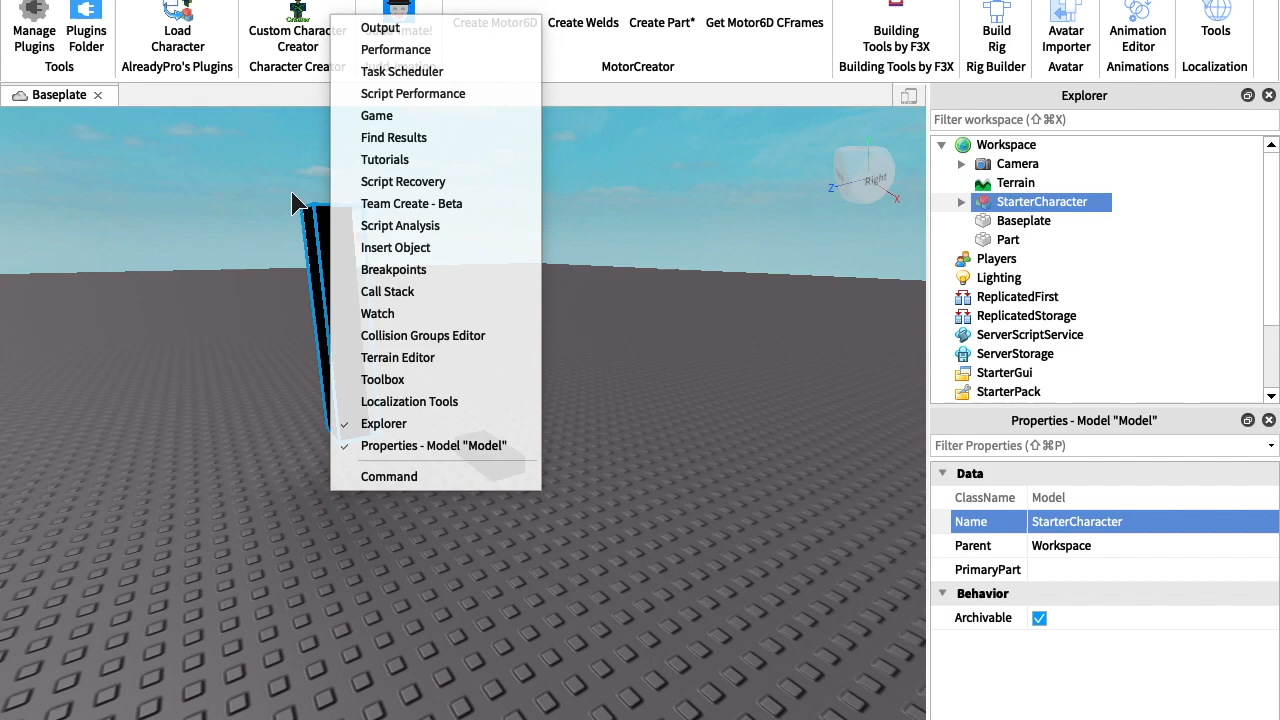 Manage Plugins
Plugins Folder
Tools
Load Character
AlreadyPro's Plugins
Custom Character Creator
Character Creator
Create Motor6D
Create Welds
Create Part*
Get Motor6D CFrames
MotorCreator
Building Tools by F3X
Building Tools by F3X
Build Rig
Rig Builder
Avatar Importer
Avatar
Animation Editor
Animations
Tools
Localization
Baseplate
Output
Performance
Task Scheduler
Script Performance
Game
Find Results
Tutorials
Script Recovery
Team Create - Beta
Script Analysis
Insert Object
Breakpoints
Call Stack
Watch
Collision Groups Editor
Terrain Editor
Toolbox
Localization Tools
Explorer
Properties - Model "Model"
Command
Right
Z
X
Explorer
Filter workspace (⇧⌘X)
Workspace
Camera
Terrain
StarterCharacter
Baseplate
Part
Players
Lighting
ReplicatedFirst
ReplicatedStorage
ServerScriptService
ServerStorage
StarterGui
StarterPack
Properties - Model "Model"
Filter Properties (⇧⌘P)
Data
ClassName Model
Name StarterCharacter
Parent Workspace
PrimaryPart
Behavior
Archivable